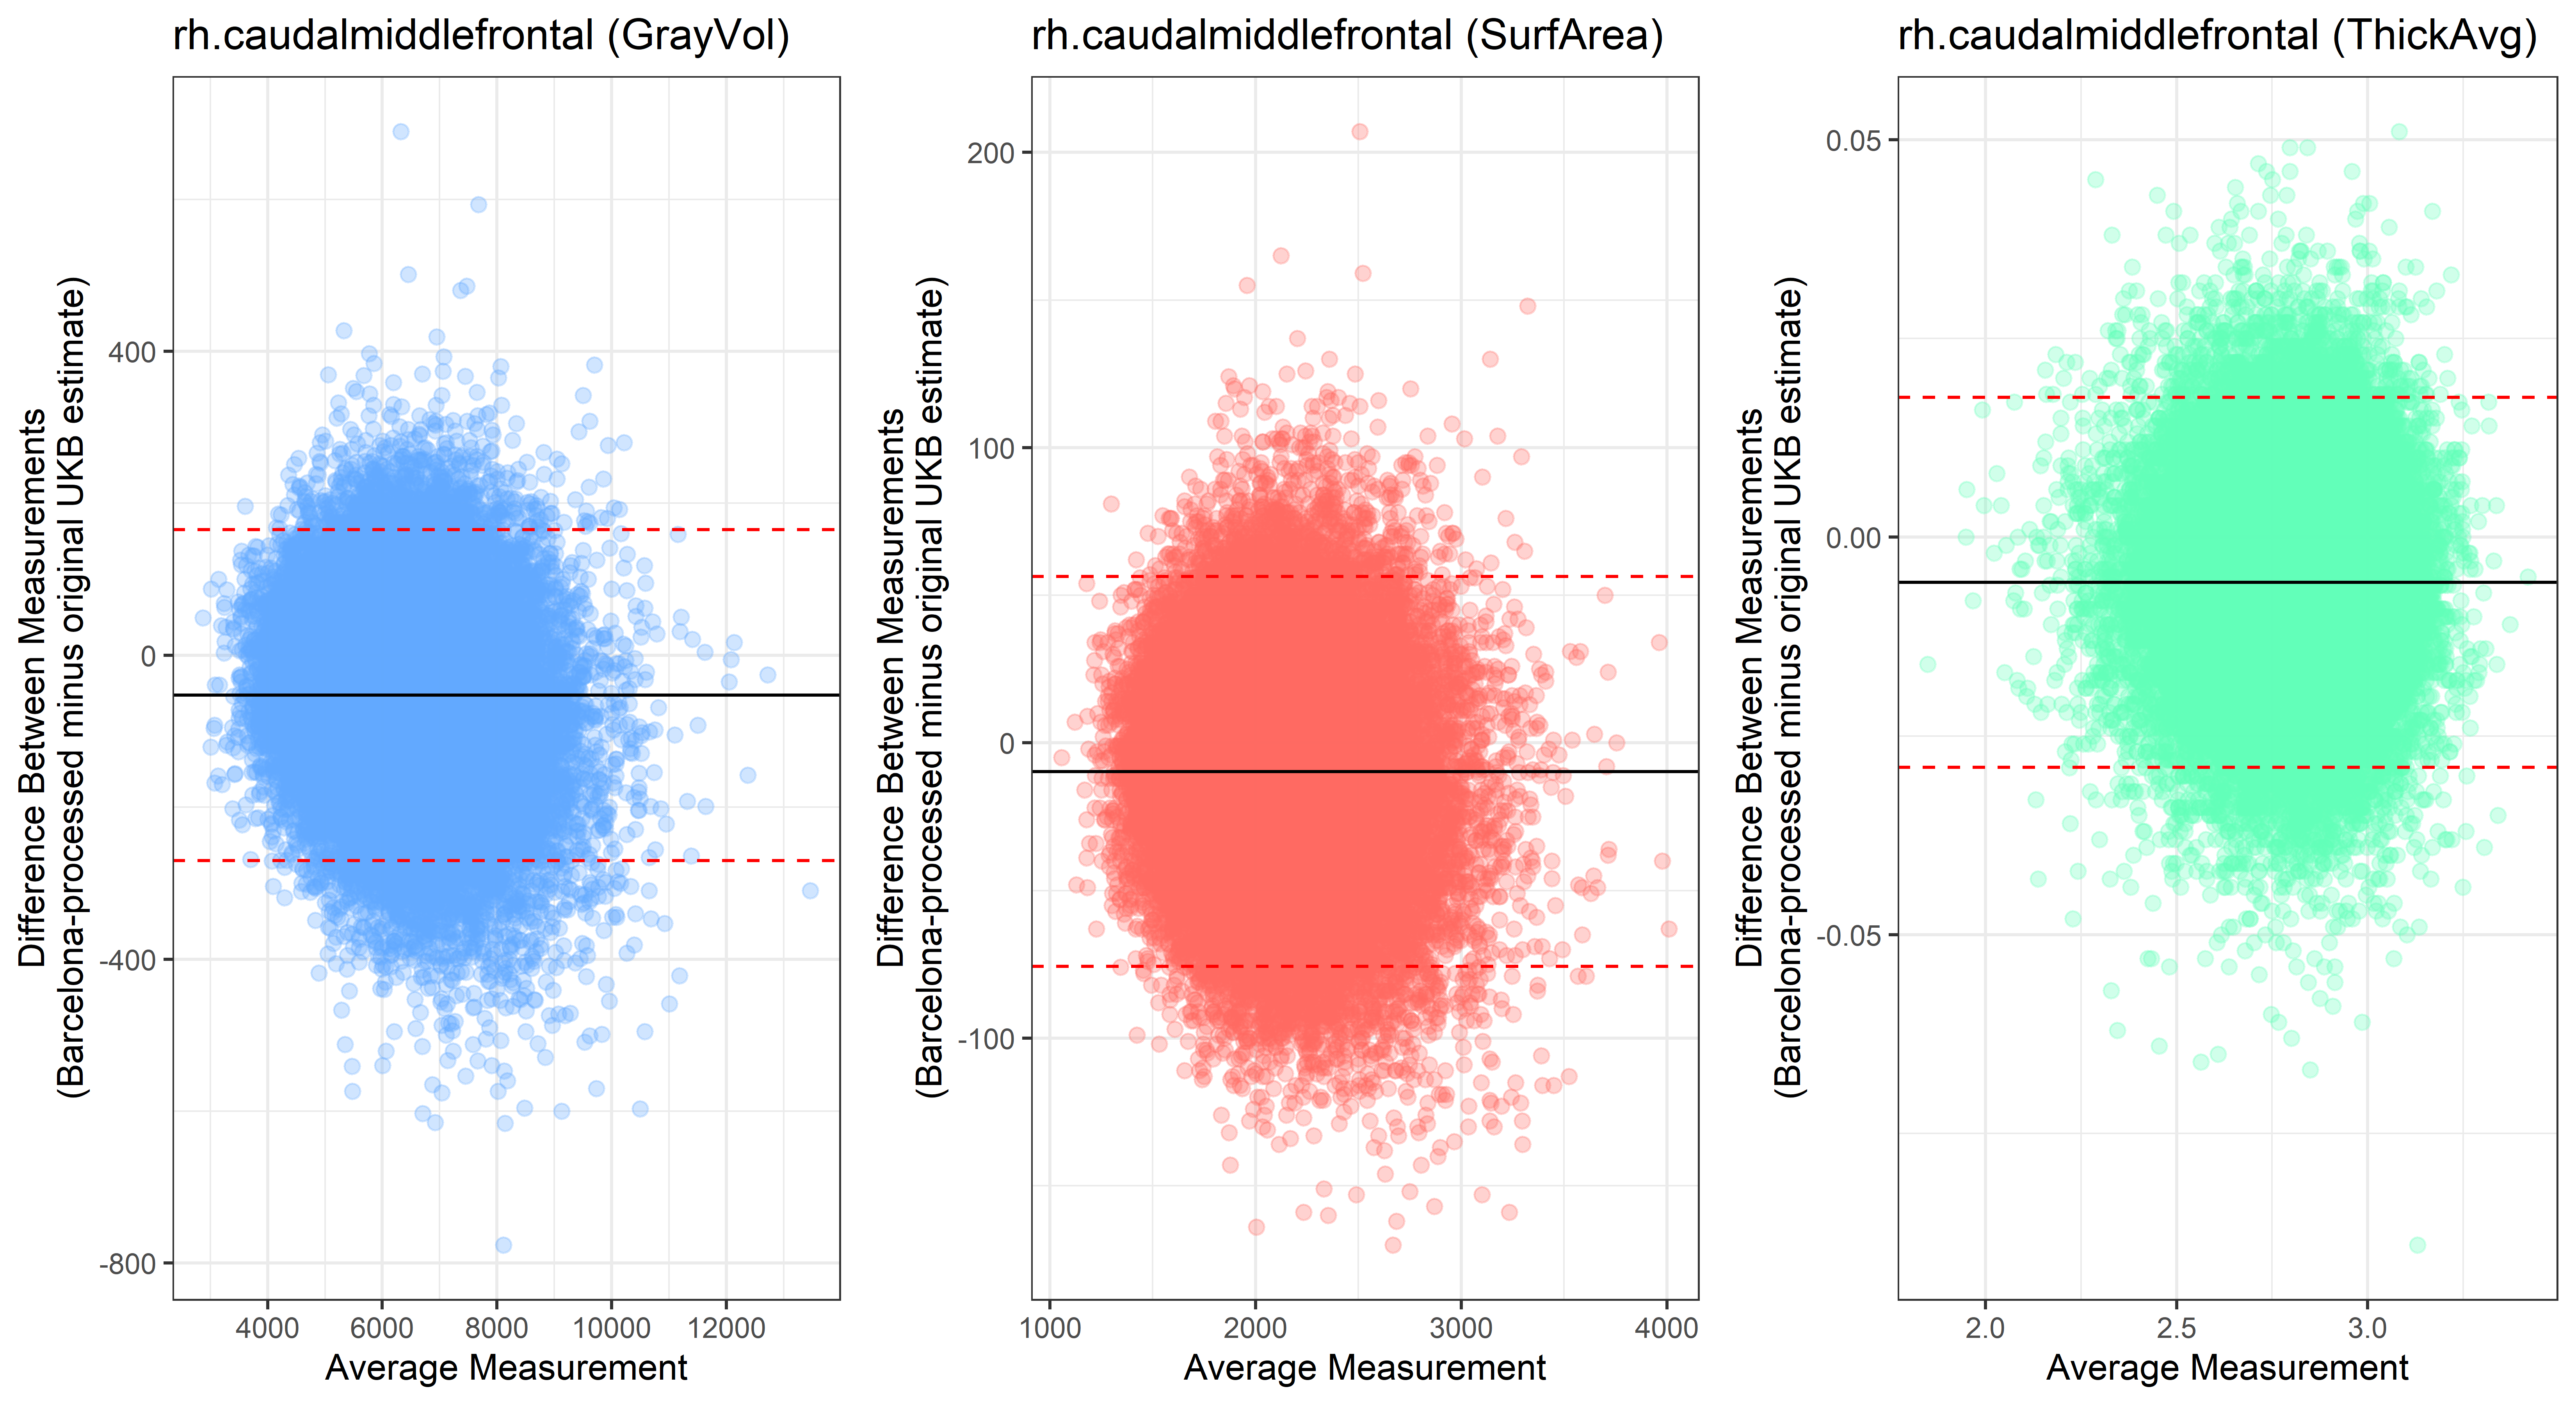 rh.caudalmiddlefrontal (GrayVol)
Difference Between Measurements
(Barcelona-processed minus original UKB estimate)
400
0
-400
-800
4000 6000 8000 10000 12000
Average Measurement
rh.caudalmiddlefrontal (SurfArea)
Difference Between Measurements
(Barcelona-processed minus original UKB estimate)
200
100
0
-100
1000 2000 3000 4000
Average Measurement
rh.caudalmiddlefrontal (ThickAvg)
Difference Between Measurements
(Barcelona-processed minus original UKB estimate)
0.05
0.00
-0.05
2.0 2.5 3.0
Average Measurement